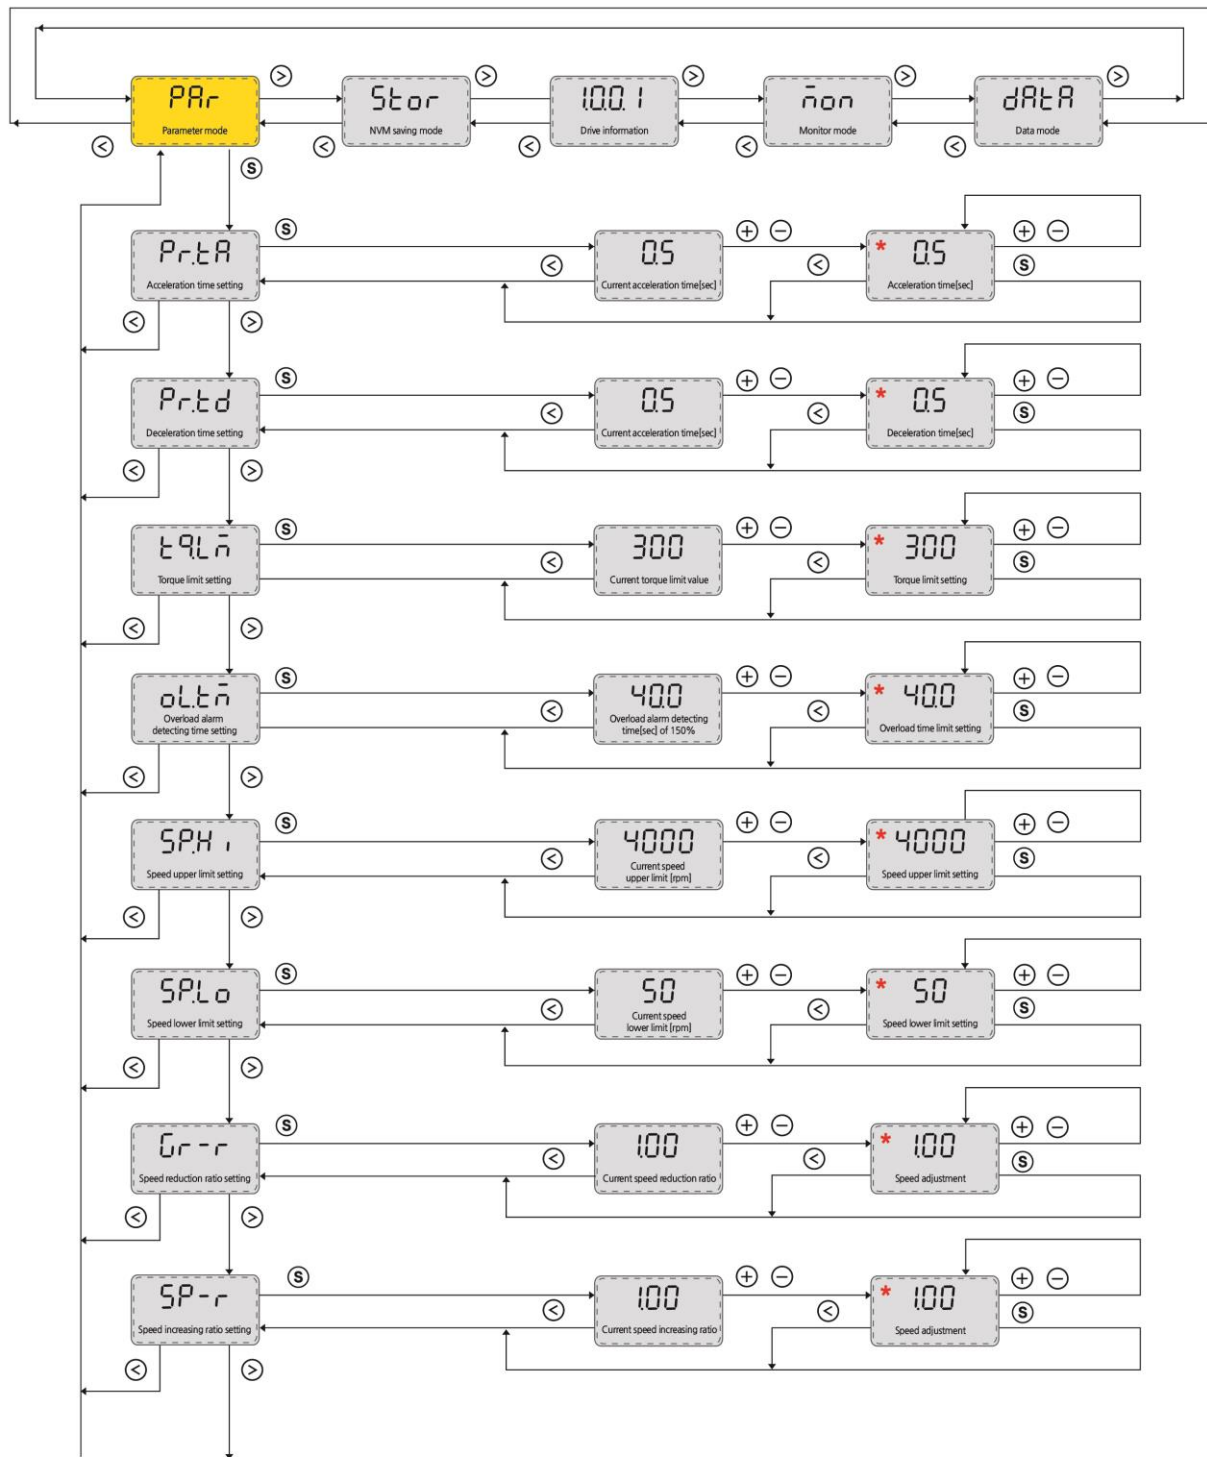 >
>
>
>
>
PAr
Parameter mode
Stor
NVM saving mode
1.0.0.1
Drive information
n̄on
Monitor mode
dAtA
Data mode
<
<
<
<
<
S
Pr.tA
Acceleration time setting
S
<
0.5
Current acceleration time[sec]
+ −
<
* 0.5
Acceleration time[sec]
+ −
S
<
>
Pr.td
Deceleration time setting
S
<
0.5
Current acceleration time[sec]
+ −
<
* 0.5
Deceleration time[sec]
+ −
S
<
>
tq.Ln̄
Torque limit setting
S
<
300
Current torque limit value
+ −
<
* 300
Torque limit setting
+ −
S
<
>
oL.tn̄
Overload alarm
detecting time setting
S
<
40.0
Overload alarm detecting
time[sec] of 150%
+ −
<
* 40.0
Overload time limit setting
+ −
S
<
>
SP.Hi
Speed upper limit setting
S
<
4000
Current speed
upper limit [rpm]
+ −
<
* 4000
Speed upper limit setting
+ −
S
<
>
SP.Lo
Speed lower limit setting
S
<
50
Current speed
lower limit [rpm]
+ −
<
* 50
Speed lower limit setting
+ −
S
<
>
Gr-r
Speed reduction ratio setting
S
<
1.00
Current speed reduction ratio
+ −
<
* 1.00
Speed adjustment
+ −
S
<
>
SP-r
Speed increasing ratio setting
S
<
1.00
Current speed increasing ratio
+ −
<
* 1.00
Speed adjustment
+ −
S
<
>